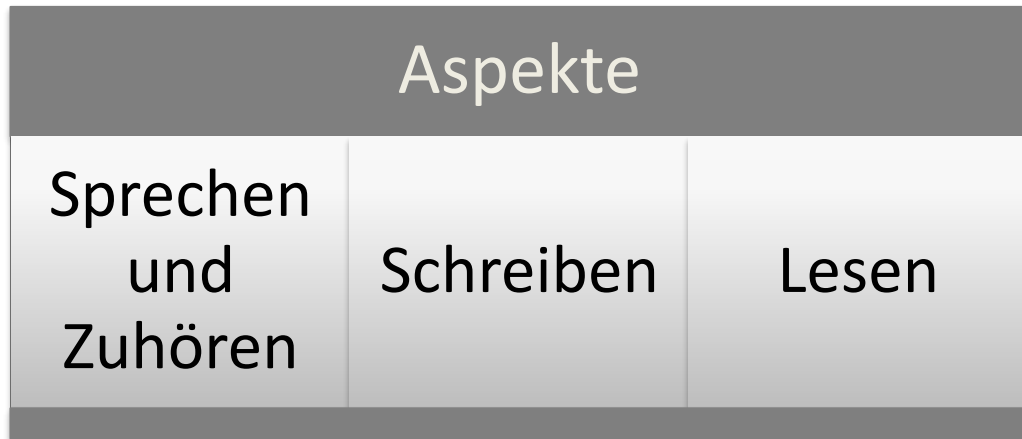 Aspekte
Sprechen
und
Zuhören
Schreiben
Lesen